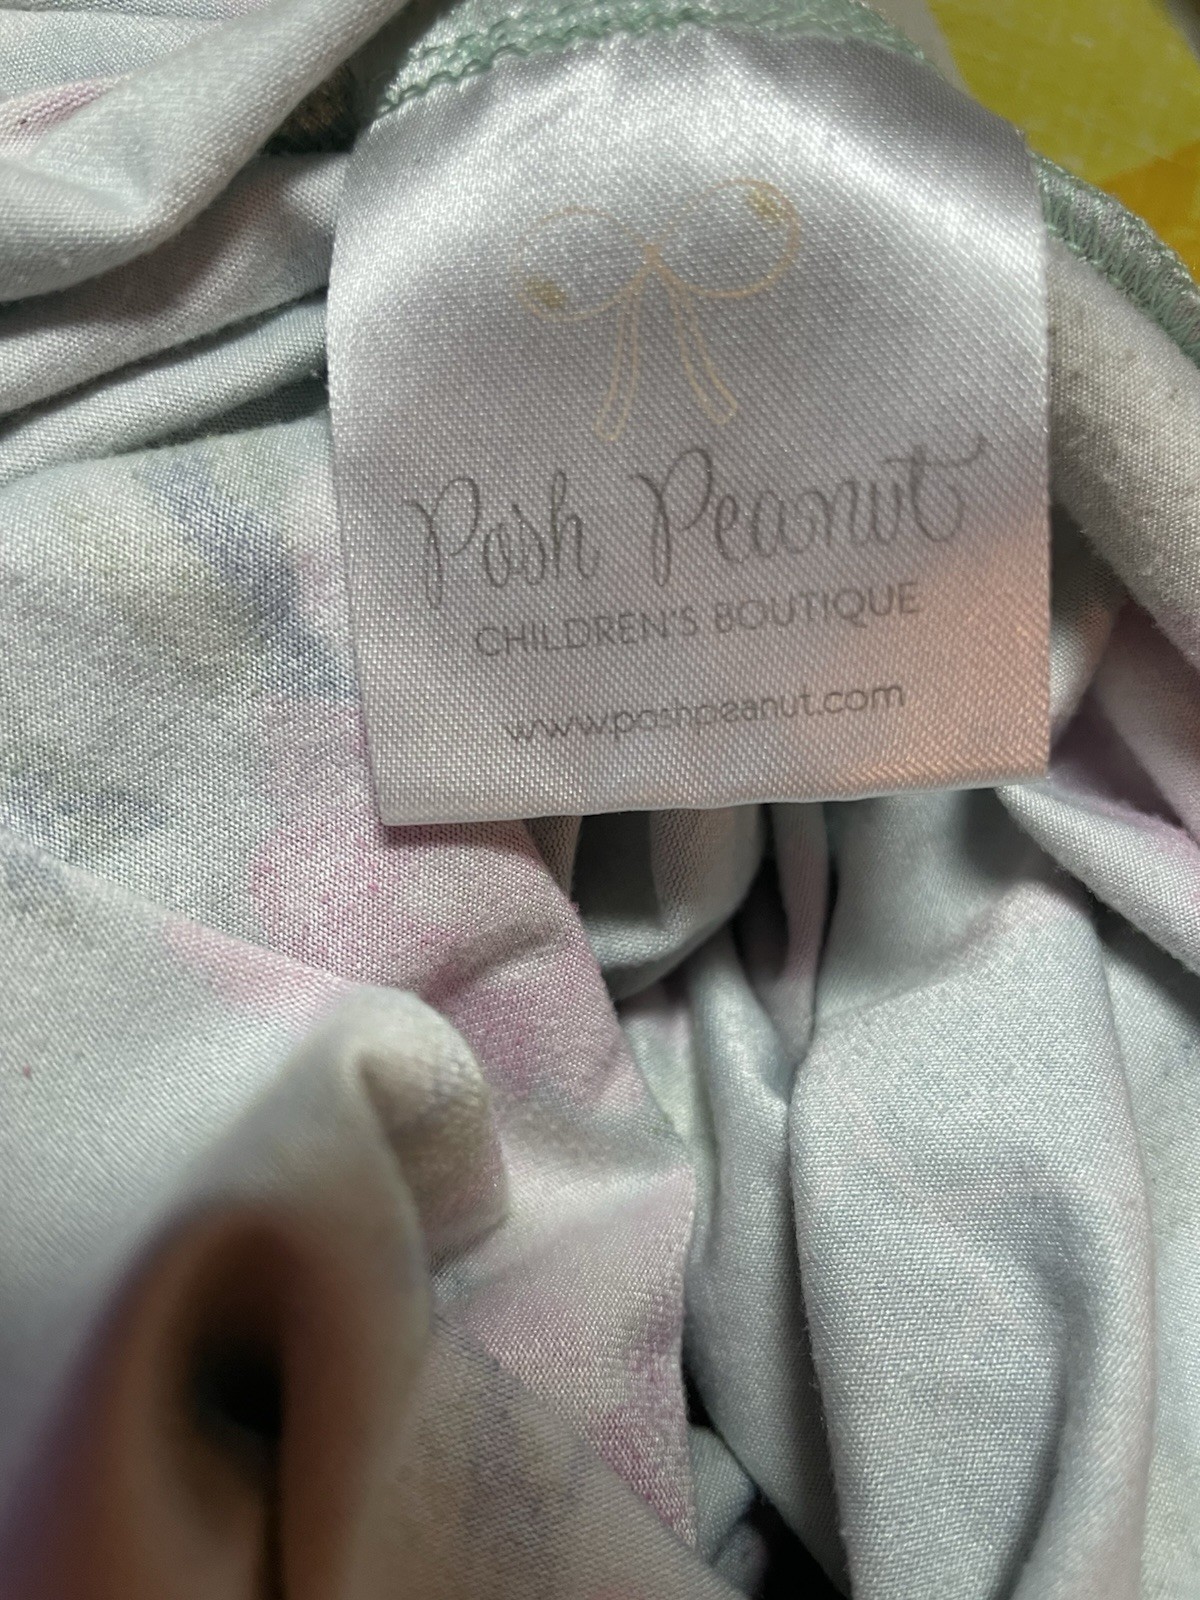 Posh Peanut
CHILDREN'S BOUTIQUE
www.poshpeanut.com